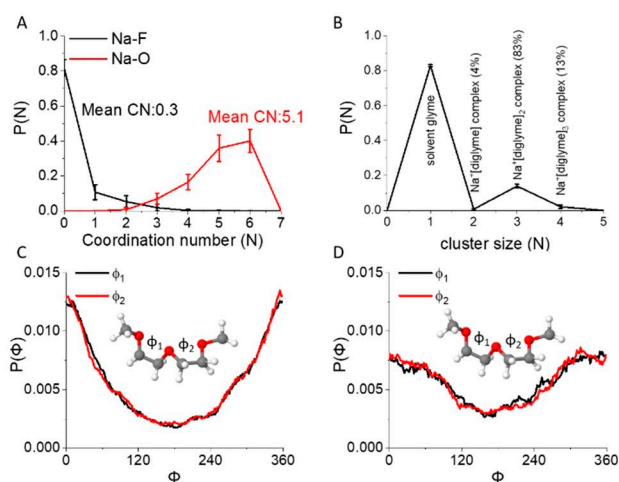 A
Na-F
Na-O
Mean CN:0.3
Mean CN:5.1
P(N)
1.0
0.8
0.6
0.4
0.2
0.0
0 1 2 3 4 5 6 7
Coordination number (N)
B
P(N)
1.0
0.8
0.6
0.4
0.2
0.0
solvent glyme
Na⁺[diglyme] complex (4%)
Na⁺[diglyme]₂ complex (83%)
Na⁺[diglyme]₃ complex (13%)
0 1 2 3 4 5
cluster size (N)
C
P(Φ)
0.015
0.010
0.005
0.000
ϕ₁
ϕ₂
Φ₁ Φ₂
0 120 240 360
Φ
D
P(Φ)
0.015
0.010
0.005
0.000
ϕ₁
ϕ₂
Φ₁ Φ₂
0 120 240 360
Φ